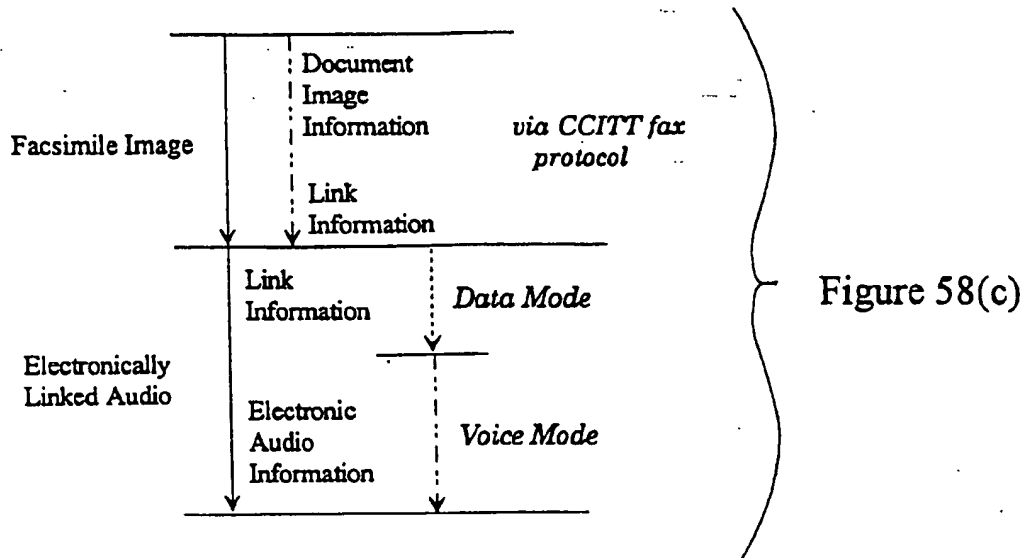 Document
Image
Information
Facsimile Image
via CCITT fax
protocol
Link
Information
Link
Information
Data Mode
Figure 58(c)
Electronically
Linked Audio
Electronic
Audio
Information
Voice Mode